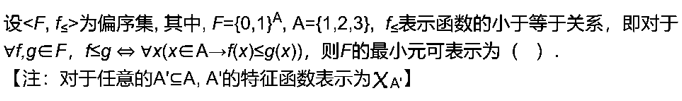 设<F, f≤>为偏序集, 其中, F={0,1}ᴬ, A={1,2,3}, f≤表示函数的小于等于关系，即对于
∀f,g∈F，f≤g ⇔ ∀x(x∈A→f(x)≤g(x))，则F的最小元可表示为（ ）.
【注：对于任意的A'⊆A, A'的特征函数表示为χA'】